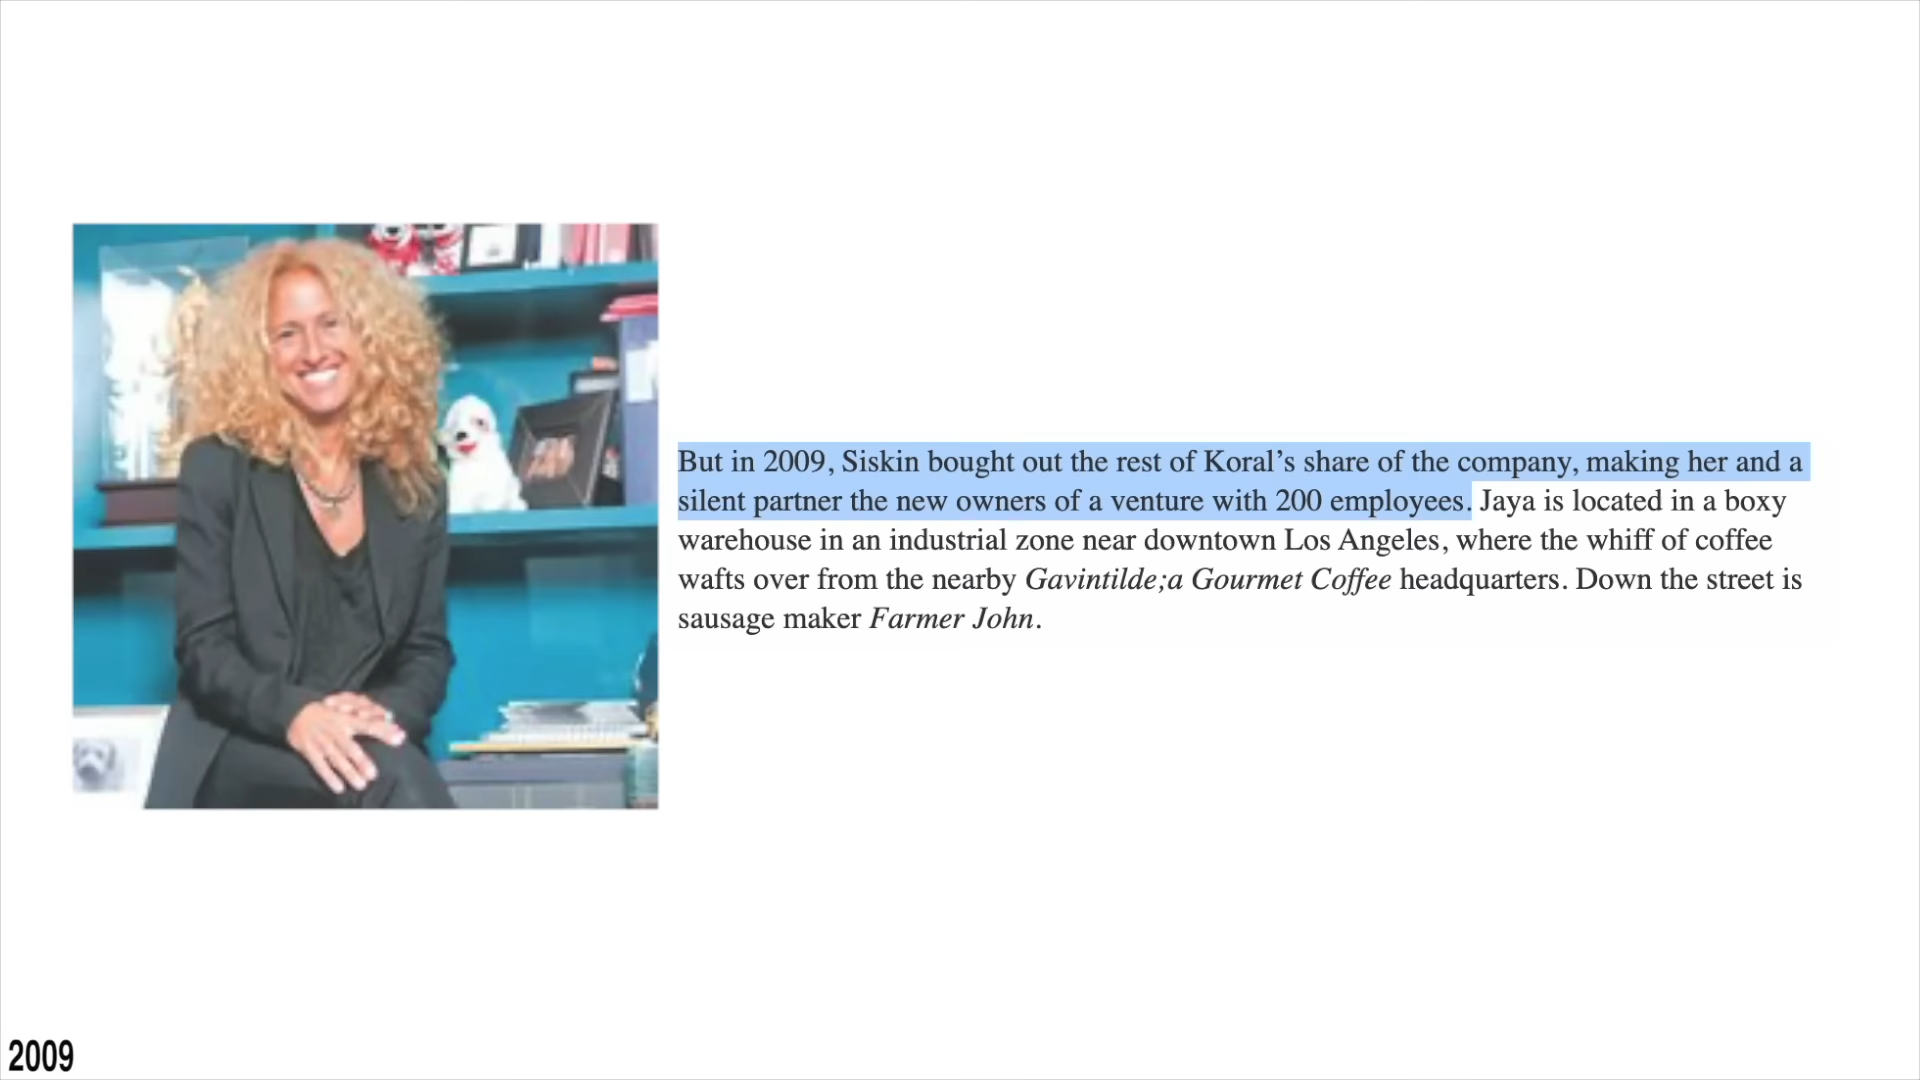 But in 2009, Siskin bought out the rest of Koral’s share of the company, making her and a
silent partner the new owners of a venture with 200 employees. Jaya is located in a boxy
warehouse in an industrial zone near downtown Los Angeles, where the whiff of coffee
wafts over from the nearby Gavintilde;a Gourmet Coffee headquarters. Down the street is
sausage maker Farmer John.
2009